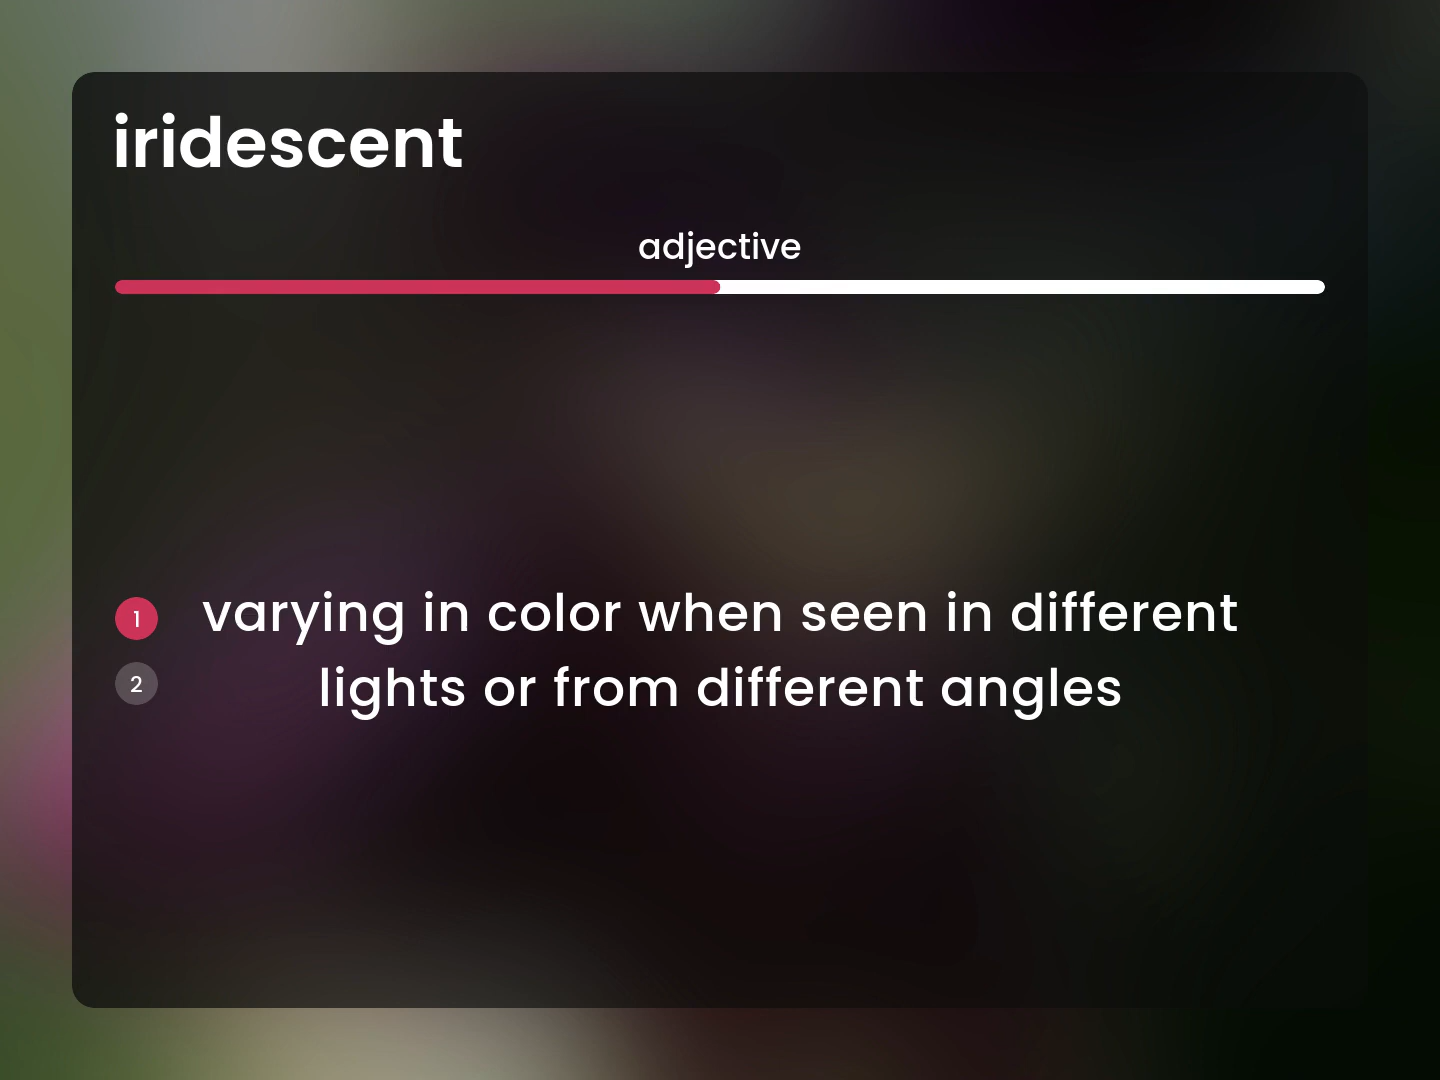 iridescent
adjective
1
varying in color when seen in different
2
lights or from different angles